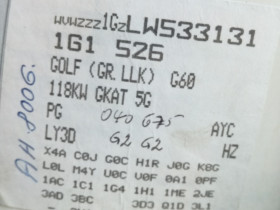 WVWZZZ1GZLW533131
1G1 526
GOLF (GR.LLK) G60
118KW GKAT 5G
PG 040 675 AYC
LY3D G2 G2 HZ
X4A C0J G0C H1R J0G K8G
L0L M4Y U0C V0F 0A1 0PF
1AC 1C1 1G4 1H1 1ME 2JE
3AD 3BC 3D3 Q1D 3L1
AH 8006.